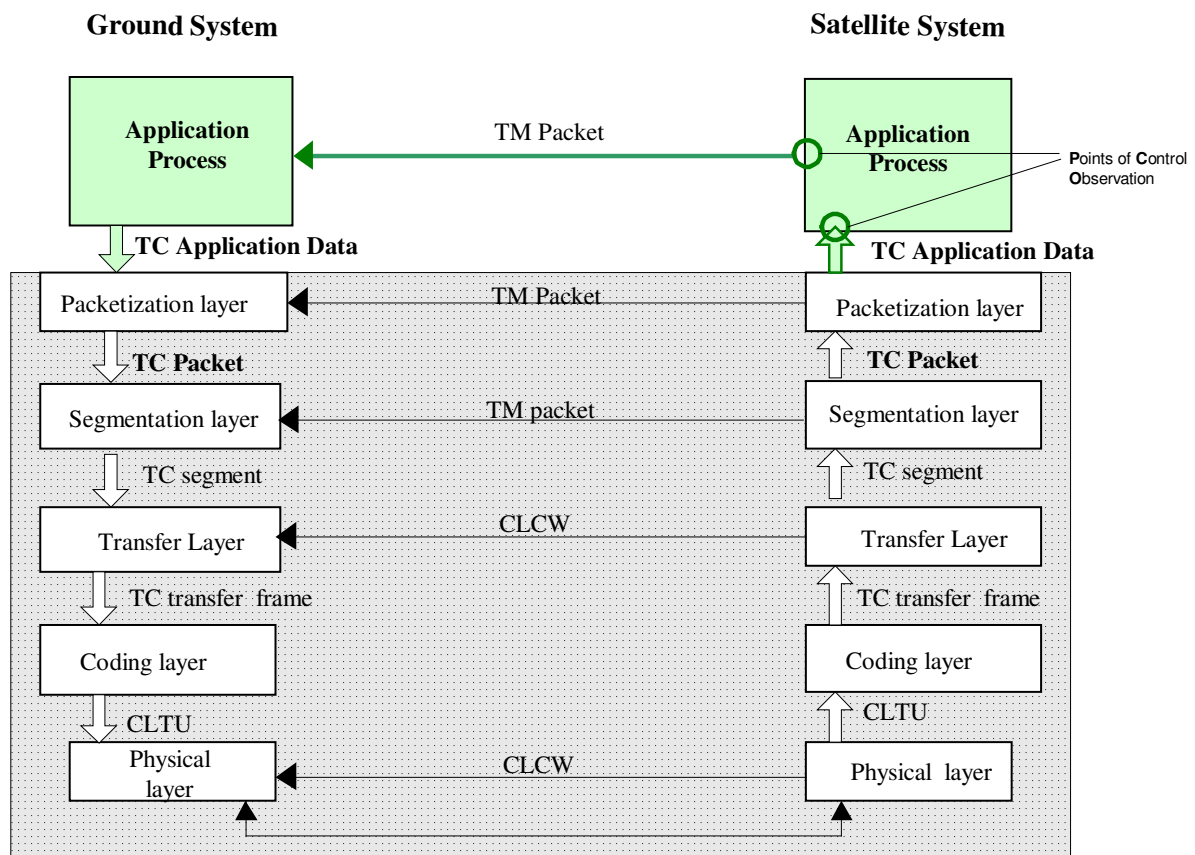 Ground System
Satellite System
Application
Process
TM Packet
Application
Process
Points of Control
Observation
TC Application Data
TC Application Data
Packetization layer
TM Packet
Packetization layer
TC Packet
TC Packet
Segmentation layer
TM packet
Segmentation layer
TC segment
TC segment
Transfer Layer
CLCW
Transfer Layer
TC transfer frame
TC transfer frame
Coding layer
Coding layer
CLTU
CLTU
Physical
layer
CLCW
Physical layer